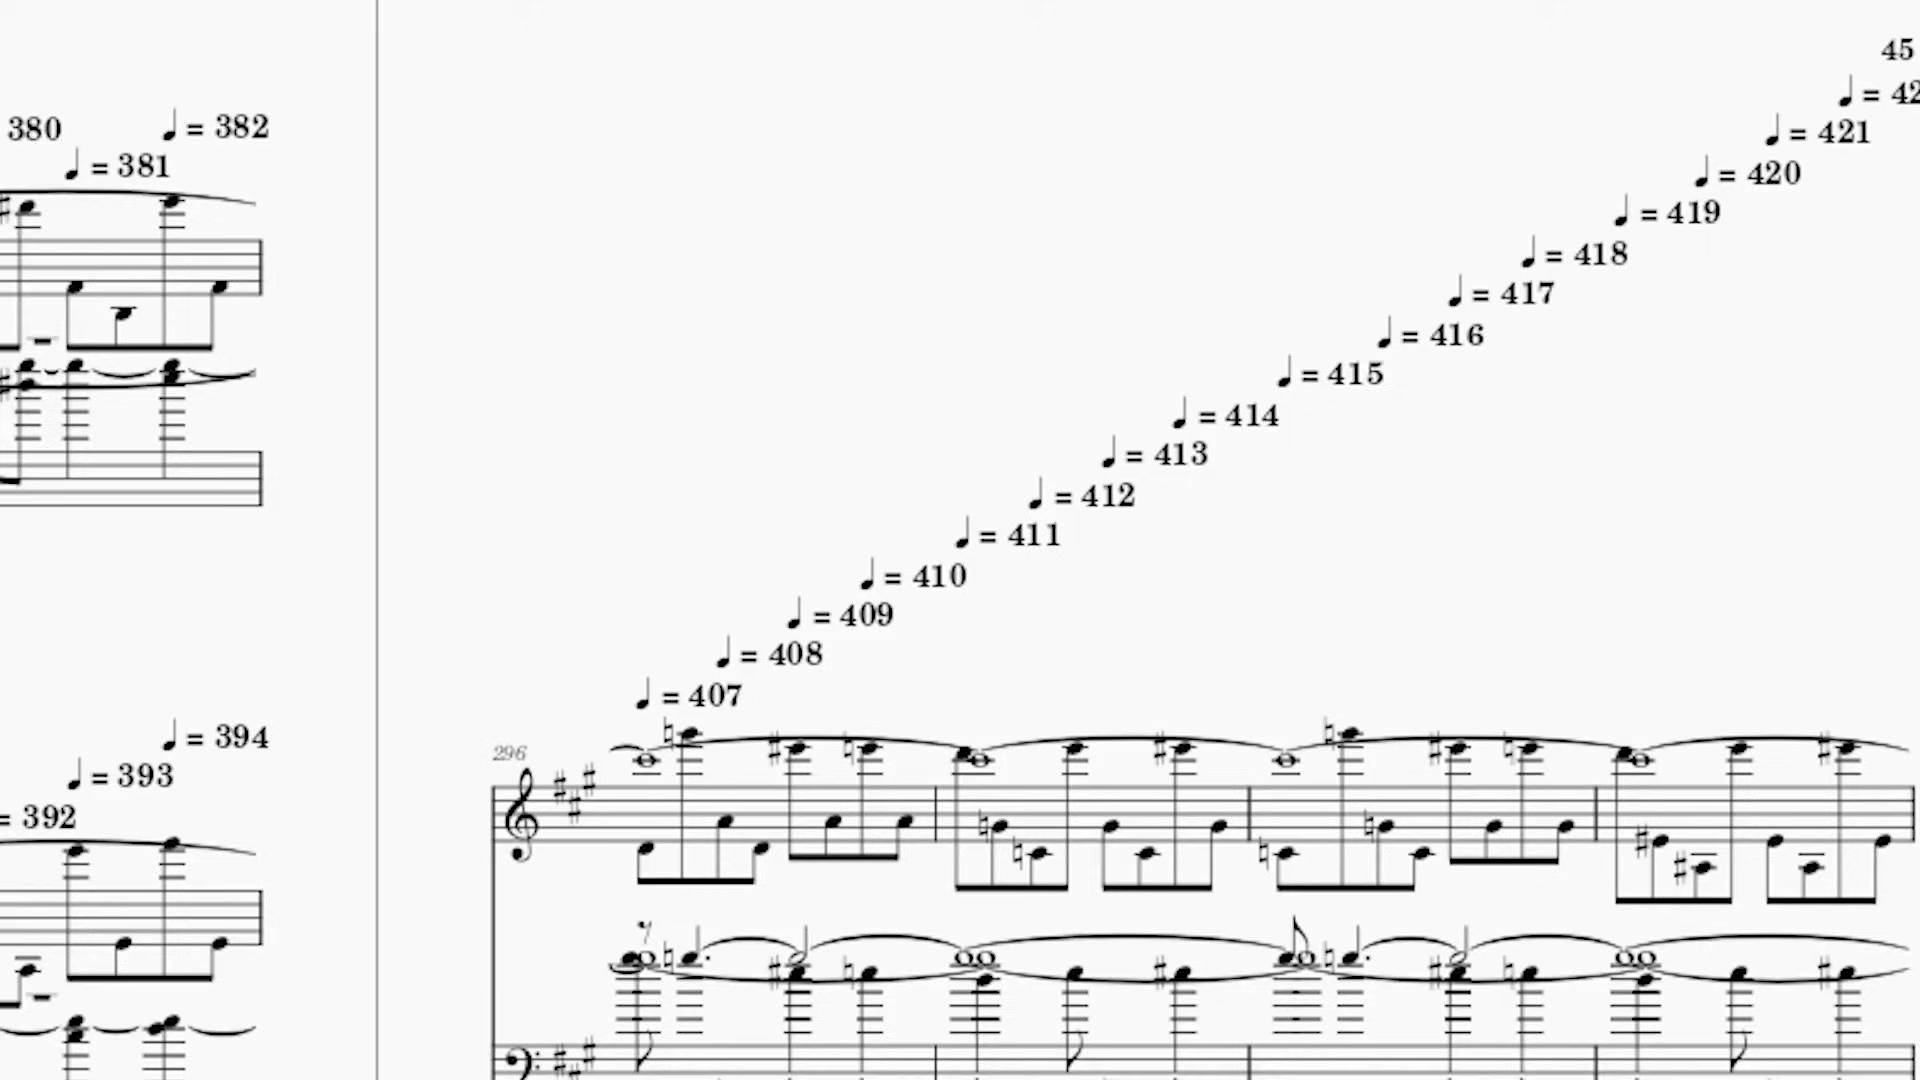 380
♩ = 382
♩ = 381
♩ = 394
♩ = 393
= 392
45
♩ = 421
♩ = 420
♩ = 419
♩ = 418
♩ = 417
♩ = 416
♩ = 415
♩ = 414
♩ = 413
♩ = 412
♩ = 411
♩ = 410
♩ = 409
♩ = 408
♩ = 407
296